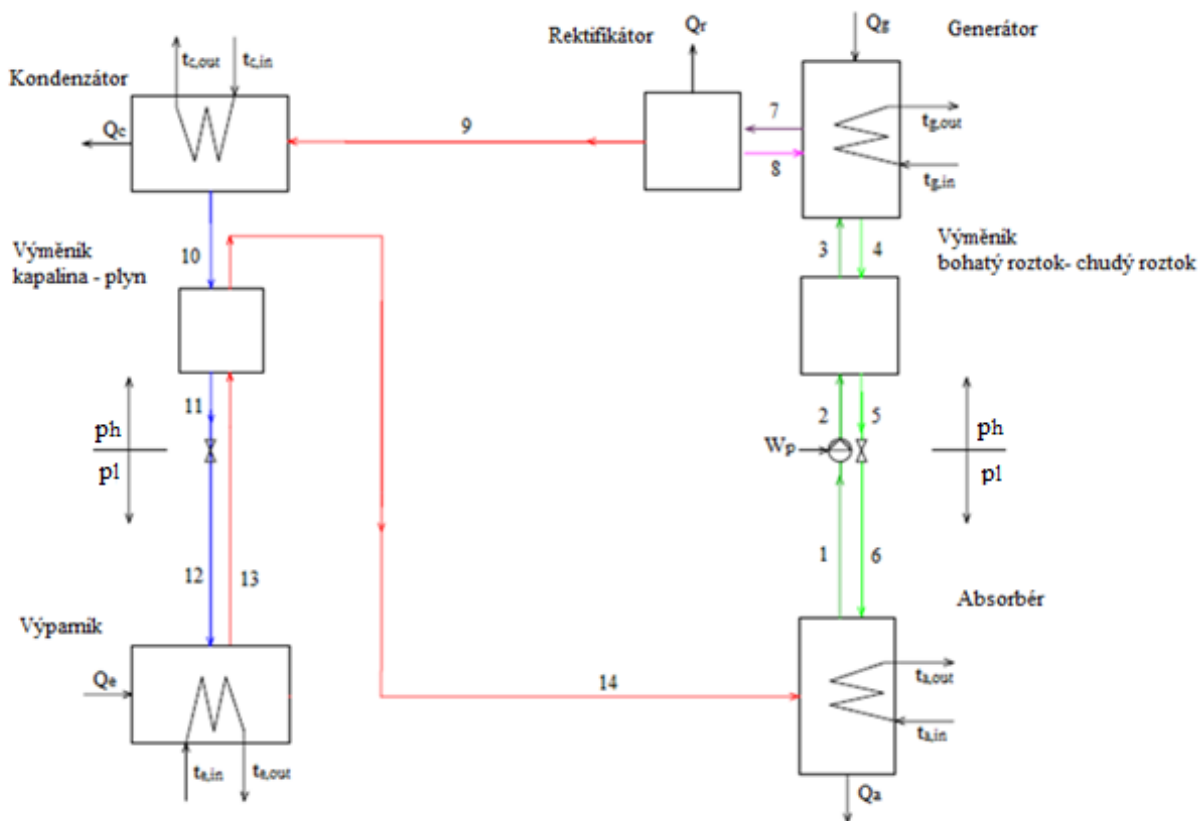 Qr
Qg
Rektifikátor
Generátor
tc,out
tc,in
Kondenzátor
Qc
9
7
8
tg,out
tg,in
10
3
4
Výměník
kapalina - plyn
Výměník
bohatý roztok- chudý roztok
11
2
5
ph
pl
Wp
ph
pl
12
13
1
6
Výparník
Absorbér
Qe
14
ta,out
ta,in
te,in
te,out
Qa